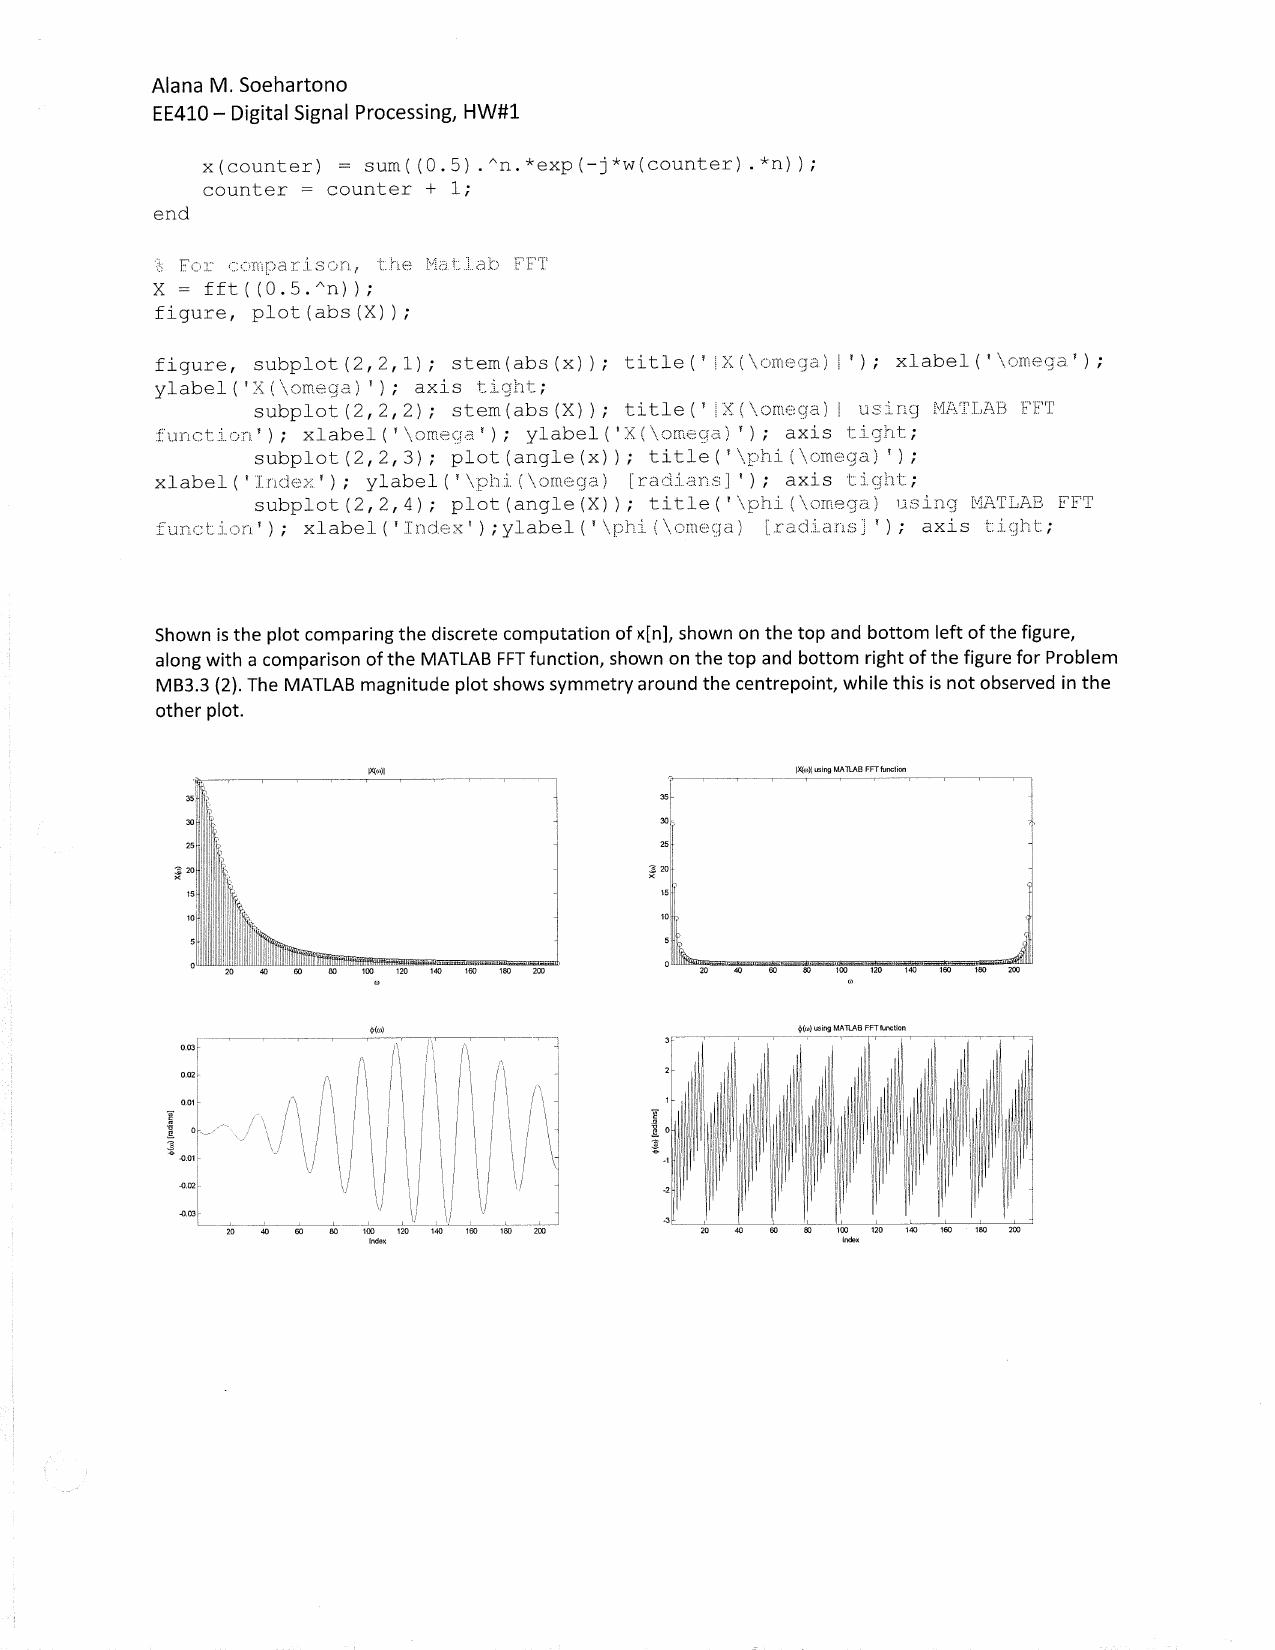 Alana M. Soehartono
EE410 – Digital Signal Processing, HW#1
x(counter) = sum((0.5).^n.*exp(-j*w(counter).*n));
counter = counter + 1;
end
% For comparison, the Matlab FFT
X = fft((0.5.^n));
figure, plot(abs(X));
figure, subplot(2,2,1); stem(abs(x)); title('|X(\omega)|'); xlabel('\omega');
ylabel('X(\omega)'); axis tight;
subplot(2,2,2); stem(abs(X)); title('|X(\omega)| using MATLAB FFT
function'); xlabel('\omega'); ylabel('X(\omega)'); axis tight;
subplot(2,2,3); plot(angle(x)); title('\phi(\omega)');
xlabel('Index'); ylabel('\phi(\omega) [radians]'); axis tight;
subplot(2,2,4); plot(angle(X)); title('\phi(\omega) using MATLAB FFT
function'); xlabel('Index');ylabel('\phi(\omega) [radians]'); axis tight;
Shown is the plot comparing the discrete computation of x[n], shown on the top and bottom left of the figure,
along with a comparison of the MATLAB FFT function, shown on the top and bottom right of the figure for Problem
MB3.3 (2). The MATLAB magnitude plot shows symmetry around the centrepoint, while this is not observed in the
other plot.
|X(ω)|
35
30
25
20
15
10
5
0
X(ω)
20 40 60 80 100 120 140 160 180 200
ω
|X(ω)| using MATLAB FFT function
35
30
25
20
15
10
5
0
X(ω)
20 40 60 80 100 120 140 160 180 200
ω
ϕ(ω)
0.03
0.02
0.01
0
-0.01
-0.02
-0.03
ϕ(ω) [radians]
20 40 60 80 100 120 140 160 180 200
Index
ϕ(ω) using MATLAB FFT function
3
2
1
0
-1
-2
-3
ϕ(ω) [radians]
20 40 60 80 100 120 140 160 180 200
Index